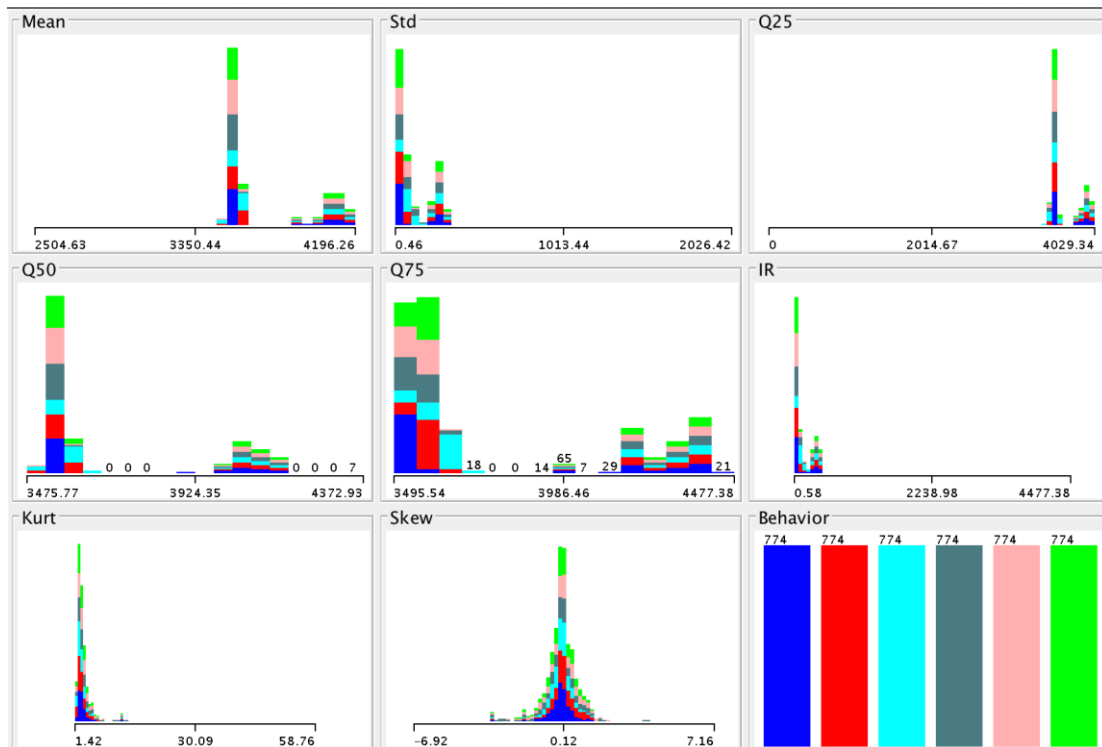 Mean
2504.63 3350.44 4196.26
Std
0.46 1013.44 2026.42
Q25
0 2014.67 4029.34
Q50
0 0 0 0 0 0 7
3475.77 3924.35 4372.93
Q75
18 0 0 14 65 7 29 21
3495.54 3986.46 4477.38
IR
0.58 2238.98 4477.38
Kurt
1.42 30.09 58.76
Skew
-6.92 0.12 7.16
Behavior
774 774 774 774 774 774